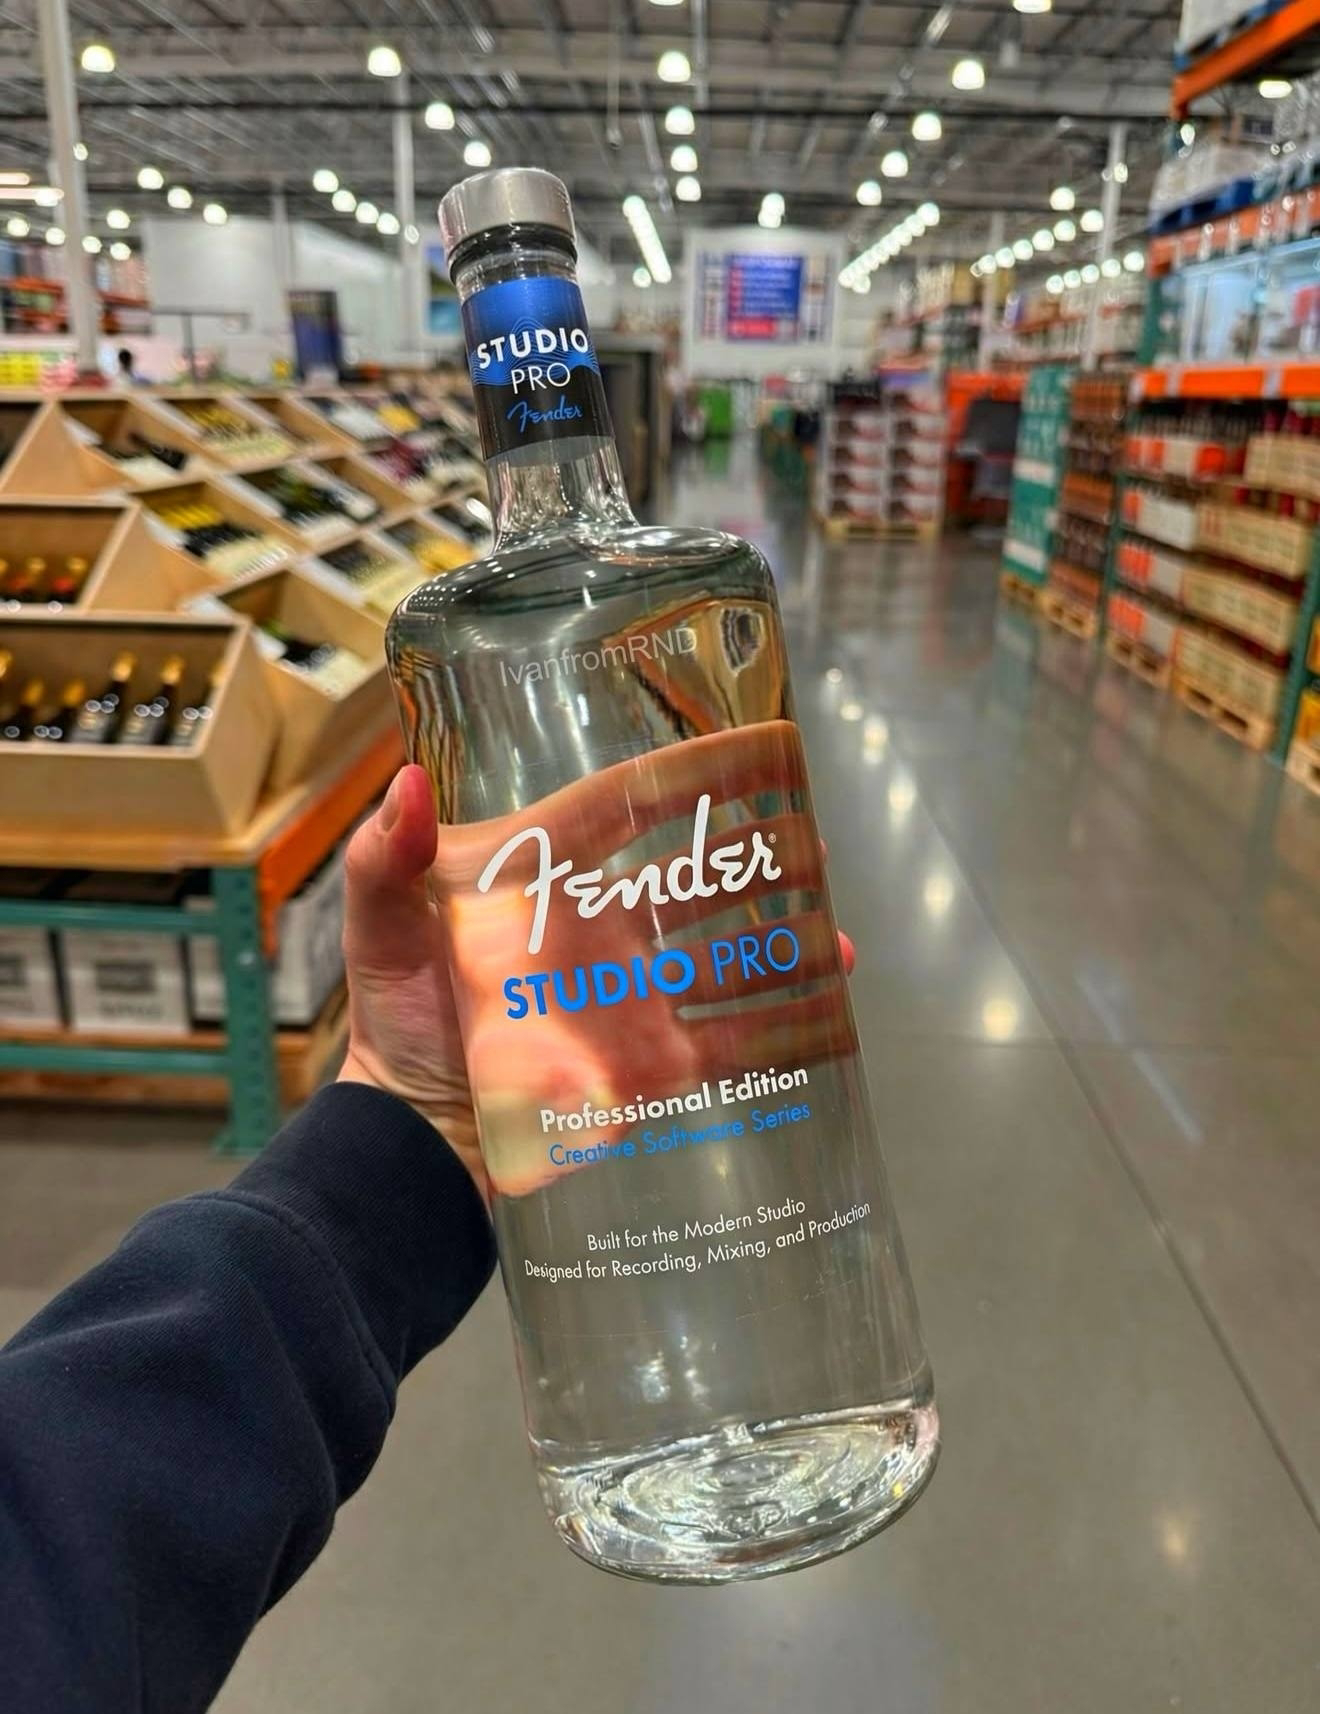 STUDIO
PRO
Fender
IvanfromRND
Fender®
STUDIO PRO
Professional Edition
Creative Software Series
Built for the Modern Studio
Designed for Recording, Mixing, and Production